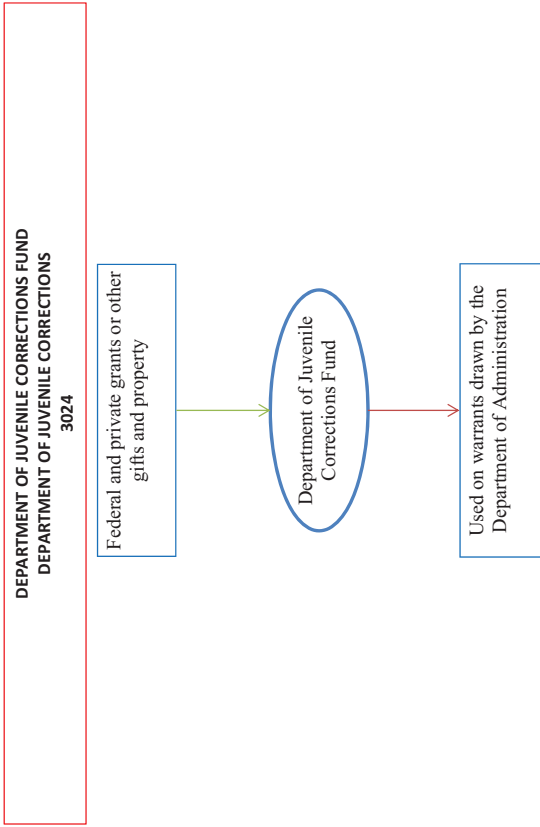 DEPARTMENT OF JUVENILE CORRECTIONS FUND
DEPARTMENT OF JUVENILE CORRECTIONS
3024
Federal and private grants or other
gifts and property
Department of Juvenile
Corrections Fund
Used on warrants drawn by the
Department of Administration